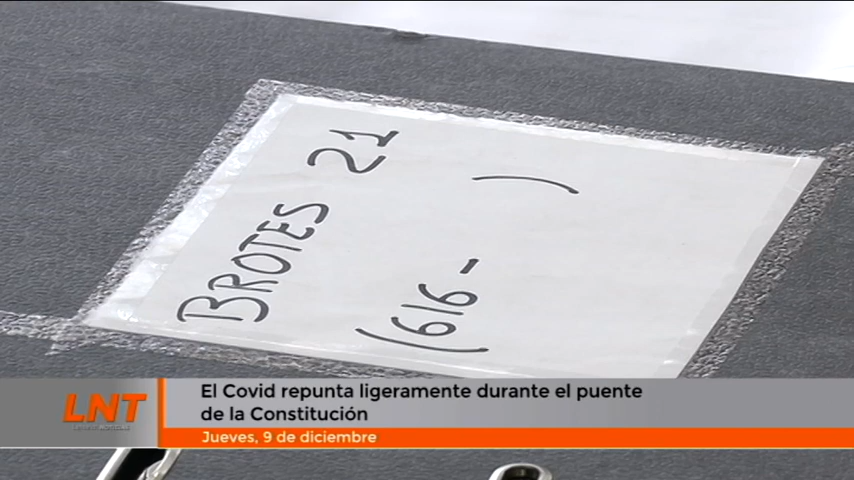 BROTES 21
(616- )
LNT
El Covid repunta ligeramente durante el puente
de la Constitución
Jueves, 9 de diciembre